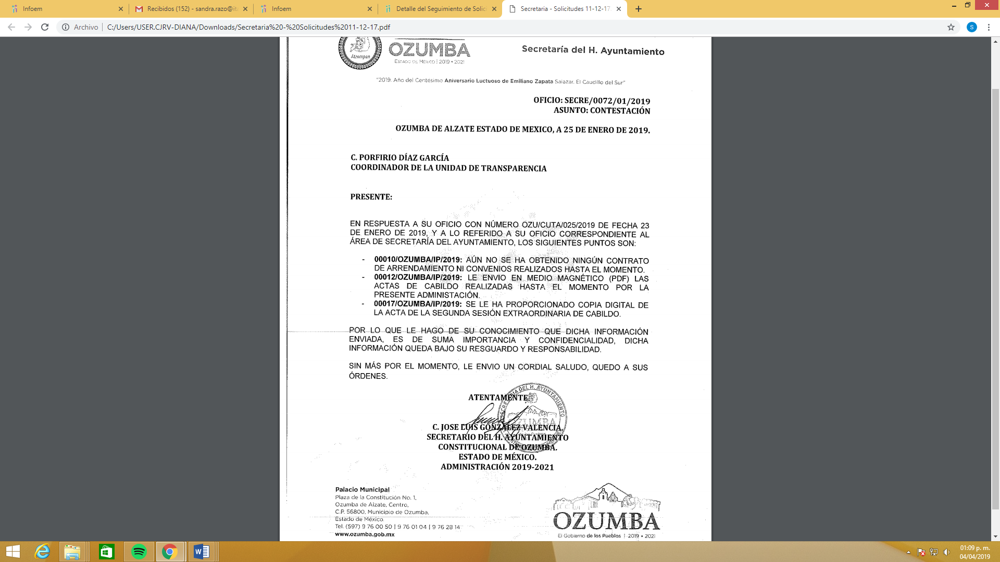 Infoem
Recibidos (152) - sandra.razo@it
Infoem
Detalle del Seguimiento de Solici
Secretaria - Solicitudes 11-12-17.
Archivo
C:/Users/USER.CJRV-DIANA/Downloads/Secretaria%20-%20Solicitudes%2011-12-17.pdf
S
Atzompan
OZUMBA
ESTADO DE MÉXICO | 2019 • 2021
Secretaría del H. Ayuntamiento
"2019. Año del Centésimo Aniversario Luctuoso de Emiliano Zapata Salazar. El Caudillo del Sur"
OFICIO: SECRE/0072/01/2019
ASUNTO: CONTESTACIÓN
OZUMBA DE ALZATE ESTADO DE MEXICO, A 25 DE ENERO DE 2019.
C. PORFIRIO DÍAZ GARCÍA
COORDINADOR DE LA UNIDAD DE TRANSPARENCIA
PRESENTE:
EN RESPUESTA A SU OFICIO CON NÚMERO OZU/CUTA/025/2019 DE FECHA 23
DE ENERO DE 2019, Y A LO REFERIDO A SU OFICIO CORRESPONDIENTE AL
ÁREA DE SECRETARÍA DEL AYUNTAMIENTO, LOS SIGUIENTES PUNTOS SON:
- 00010/OZUMBA/IP/2019: AÚN NO SE HA OBTENIDO NINGÚN CONTRATO
DE ARRENDAMIENTO NI CONVENIOS REALIZADOS HASTA EL MOMENTO.
- 00012/OZUMBA/IP/2019: LE ENVIO EN MEDIO MAGNÉTICO (PDF) LAS
ACTAS DE CABILDO REALIZADAS HASTA EL MOMENTO POR LA
PRESENTE ADMINISTACIÓN.
- 00017/OZUMBA/IP/2019: SE LE HA PROPORCIONADO COPIA DIGITAL DE
LA ACTA DE LA SEGUNDA SESIÓN EXTRAORDINARIA DE CABILDO.
POR LO QUE LE HAGO DE SU CONOCIMIENTO QUE DICHA INFORMACIÓN
ENVIADA, ES DE SUMA IMPORTANCIA Y CONFIDENCIALIDAD, DICHA
INFORMACIÓN QUEDA BAJO SU RESGUARDO Y RESPONSABILIDAD.
SIN MÁS POR EL MOMENTO, LE ENVIO UN CORDIAL SALUDO, QUEDO A SUS
ÓRDENES.
ATENTAMENTE
SECRETARIA DEL H. AYUNTAMIENTO
OZUMBA
C. JOSE LUIS GONZÁLEZ VALENCIA.
SECRETARIO DEL H. AYUNTAMIENTO
CONSTITUCIONAL DE OZUMBA.
ESTADO DE MÉXICO.
ADMINISTRACIÓN 2019-2021
Palacio Municipal
Plaza de la Constitución No. 1,
Ozumba de Alzate, Centro,
C.P. 56800, Municipio de Ozumba,
Estado de México.
Tel. (597) 9 76 00 50 | 9 76 01 04 | 9 76 28 14
www.ozumba.gob.mx
OZUMBA
El Gobierno de los Pueblos | 2019 • 2021
01:09 p. m.
04/04/2019